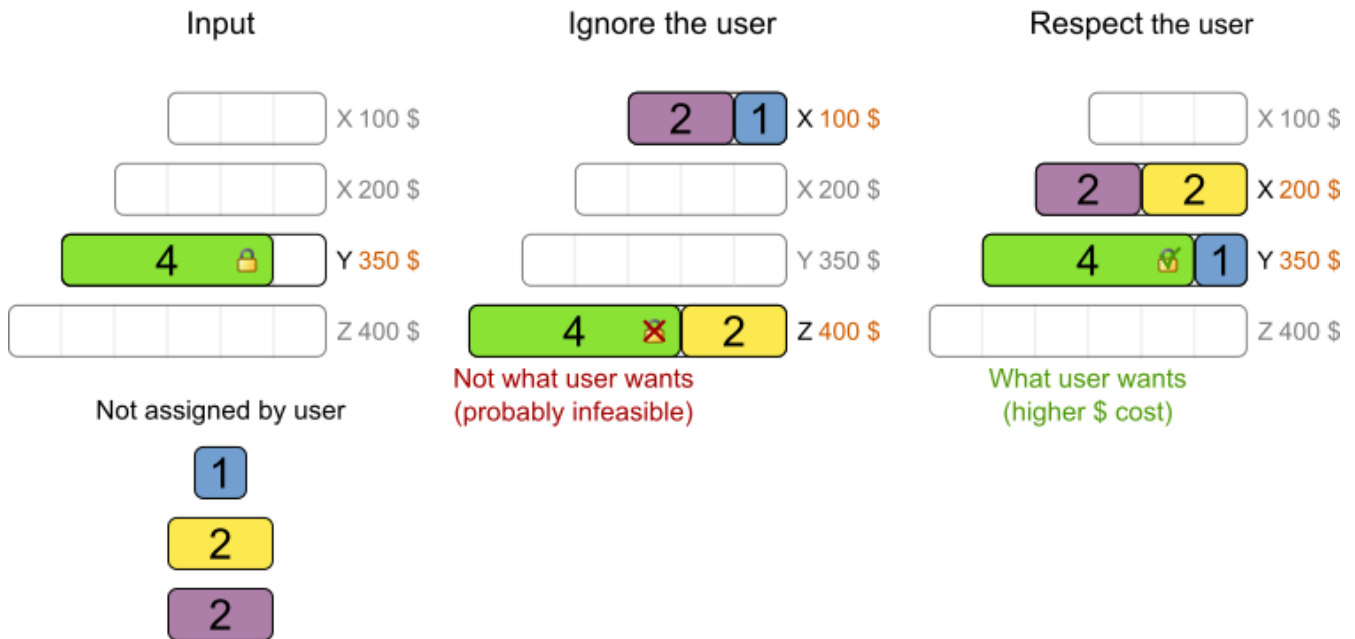 Input
X 100 $
X 200 $
4
Y 350 $
Z 400 $
Not assigned by user
1
2
2
Ignore the user
2 1 X 100 $
X 200 $
Y 350 $
4 2 Z 400 $
Not what user wants
(probably infeasible)
Respect the user
X 100 $
2 2 X 200 $
4 1 Y 350 $
Z 400 $
What user wants
(higher $ cost)